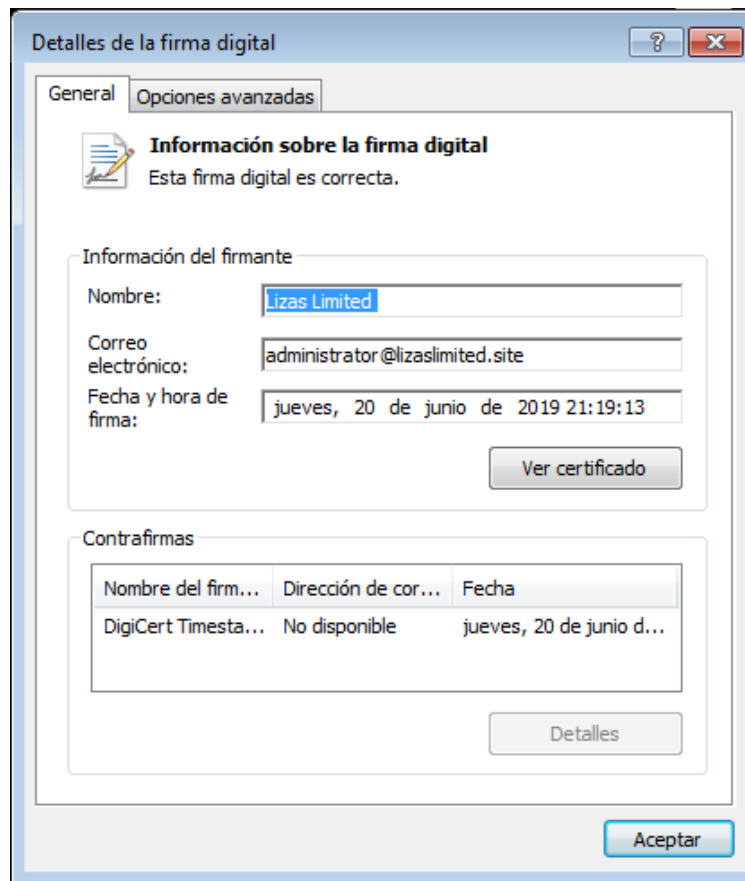 Detalles de la firma digital
General
Opciones avanzadas
Información sobre la firma digital
Esta firma digital es correcta.
Información del firmante
Nombre:
Lizas Limited
Correo
electrónico:
administrator@lizaslimited.site
Fecha y hora de
firma:
jueves, 20 de junio de 2019 21:19:13
Ver certificado
Contrafirmas
Nombre del firm... Dirección de cor... Fecha
DigiCert Timesta... No disponible jueves, 20 de junio d...
Detalles
Aceptar